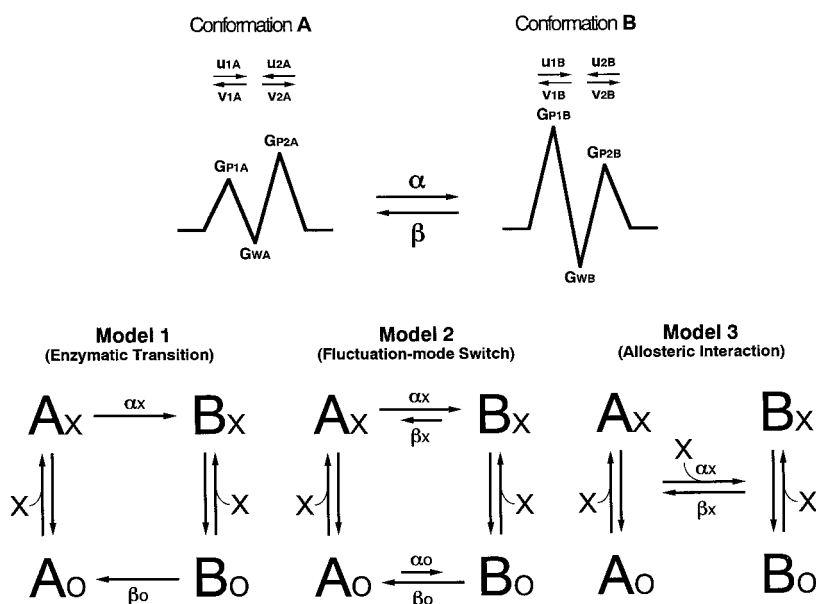 Conformation A
Conformation B
u1A u2A
v1A v2A
u1B u2B
v1B v2B
GP1A
GP2A
GWA
GP1B
GP2B
GWB
α
β
Model 1
(Enzymatic Transition)
Model 2
(Fluctuation-mode Switch)
Model 3
(Allosteric Interaction)
AX αX BX
X X
AO βO BO
AX αX βX BX
X X
AO αO βO BO
AX BX
X X αX βX X
AO BO